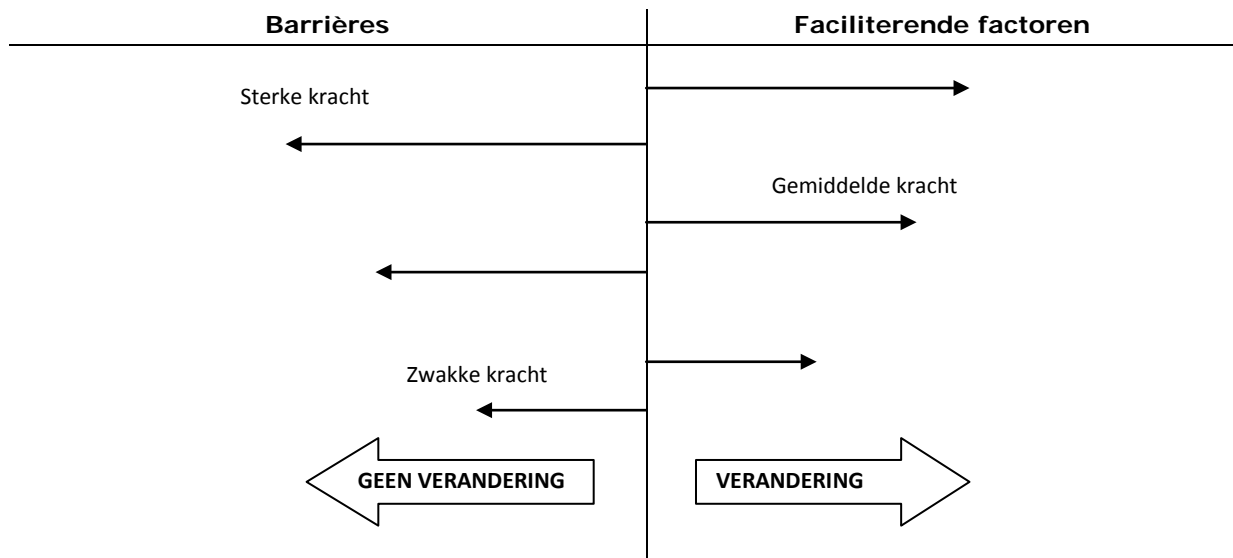 Barrières
Faciliterende factoren
Sterke kracht
Gemiddelde kracht
Zwakke kracht
GEEN VERANDERING
VERANDERING